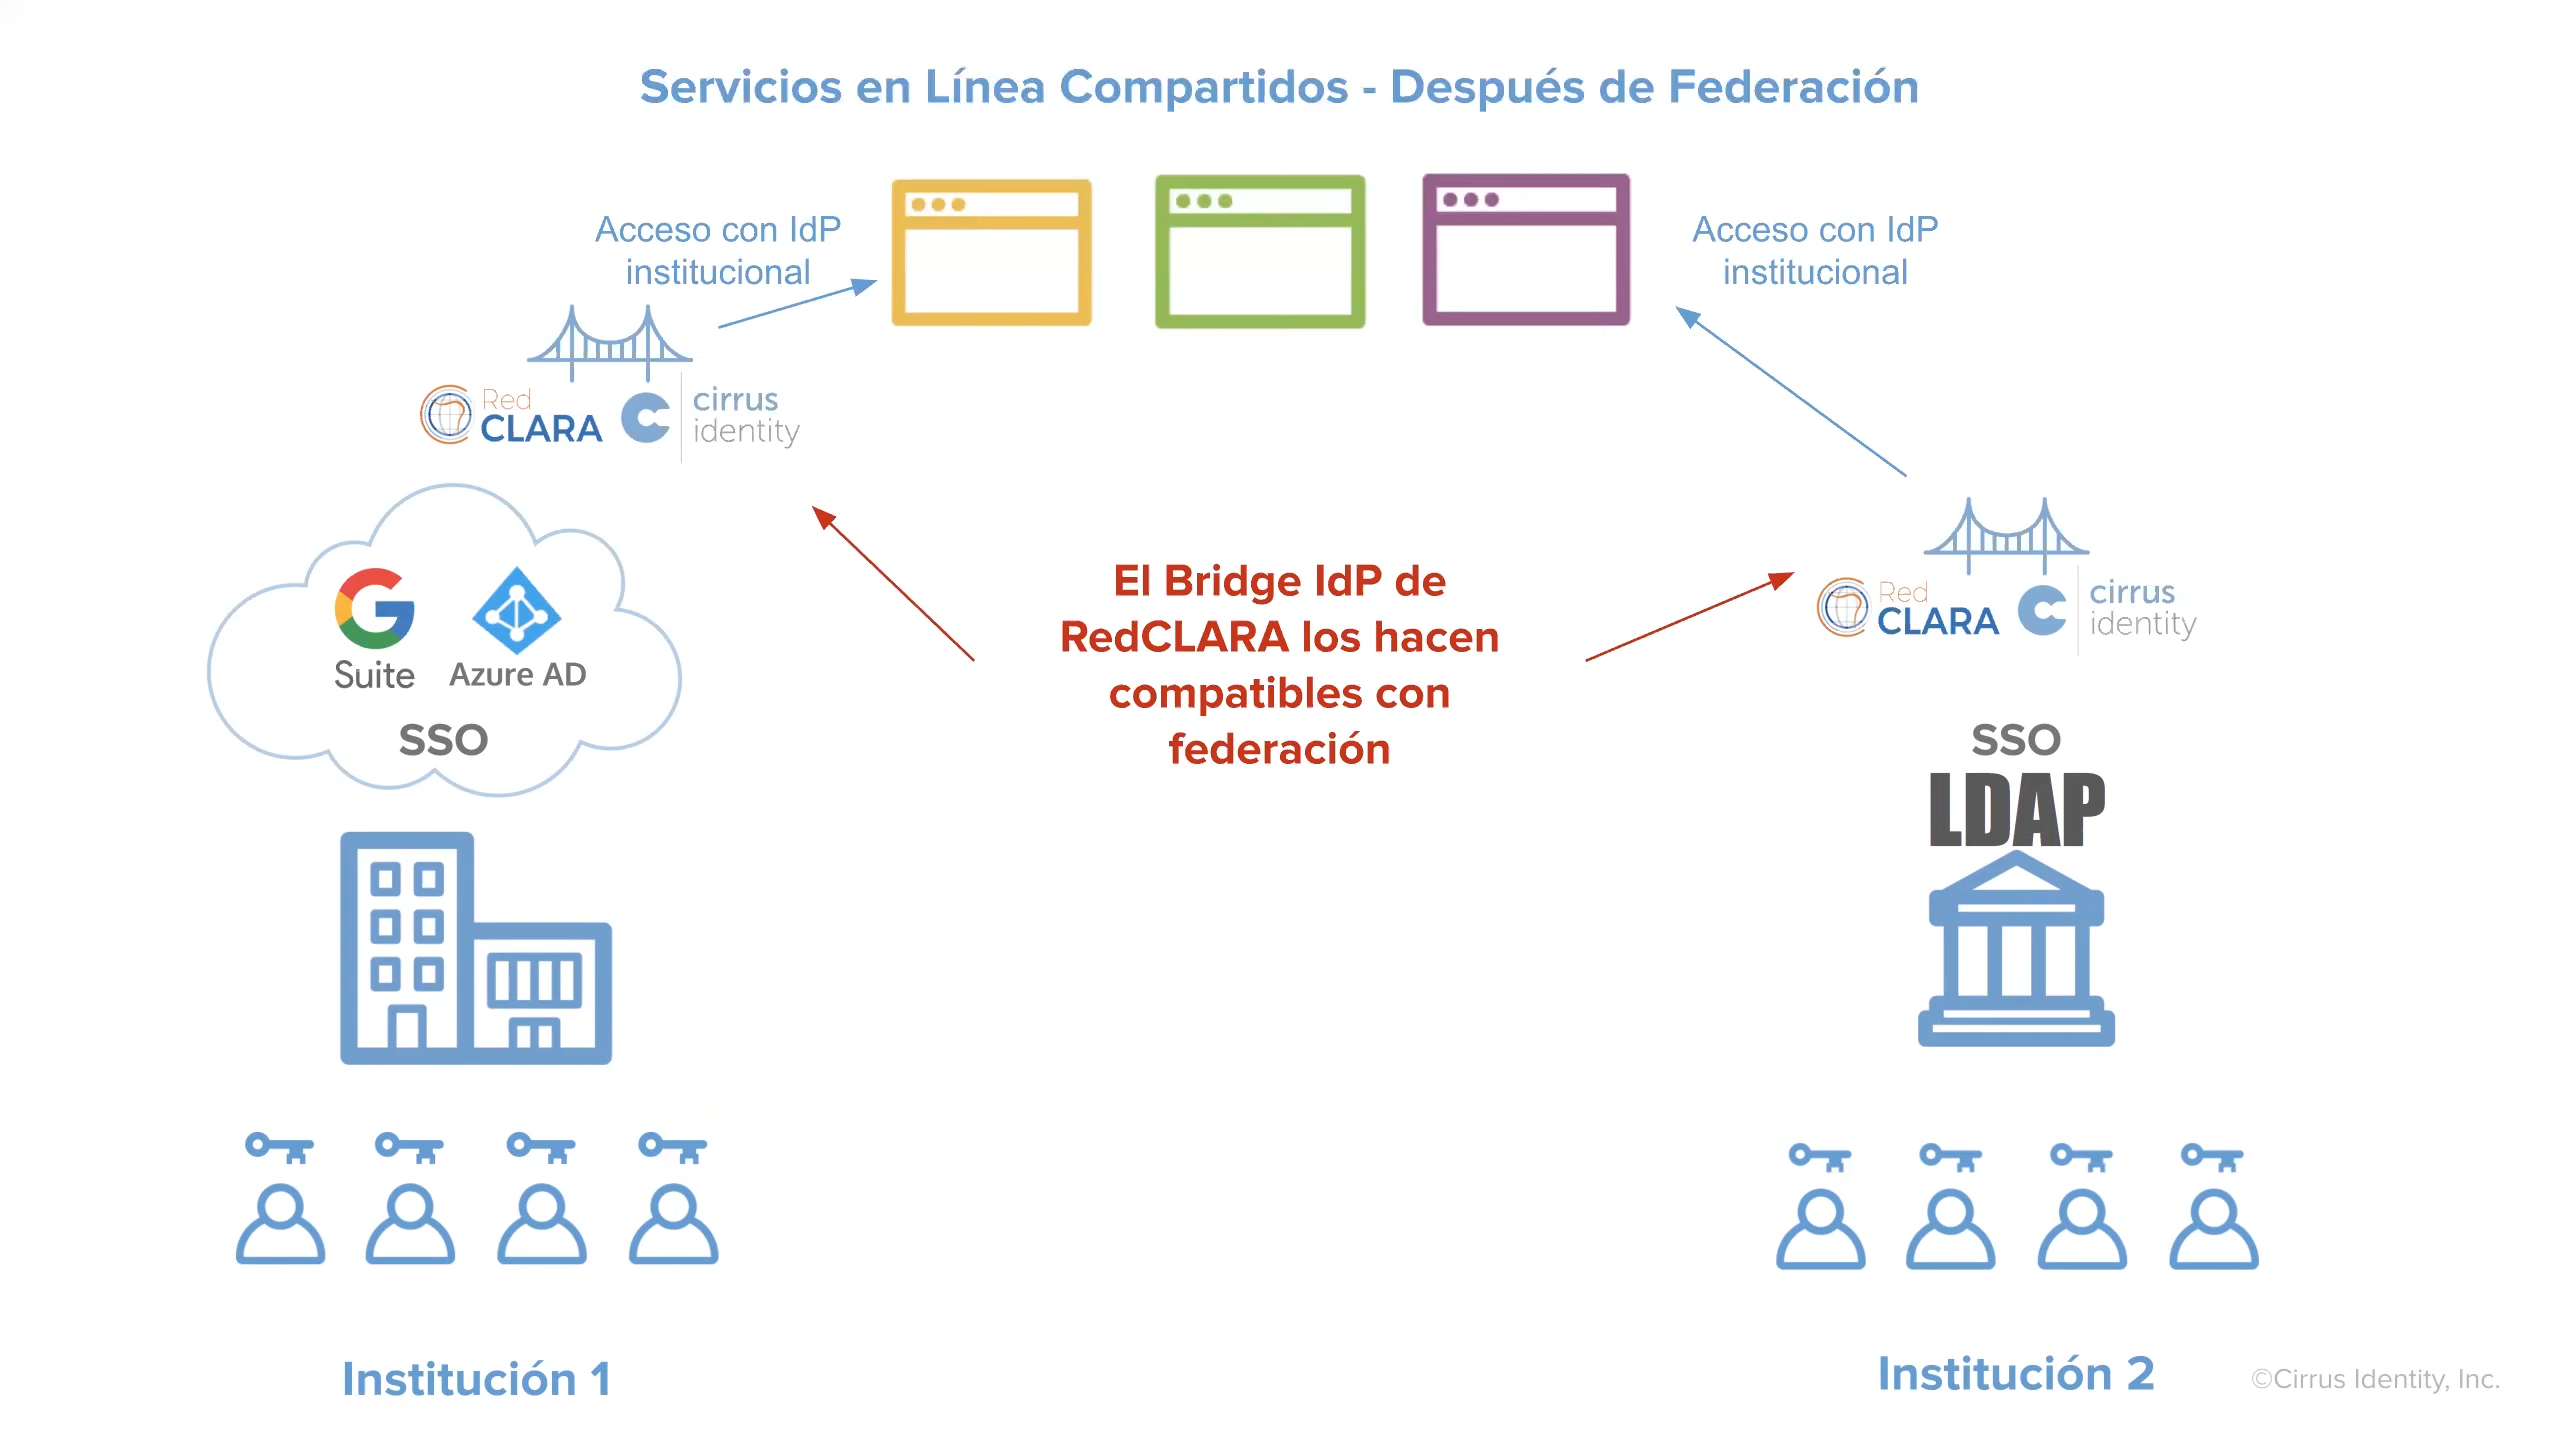 Servicios en Línea Compartidos - Después de Federación
Acceso con IdP
institucional
Acceso con IdP
institucional
Red
CLARA
cirrus
identity
El Bridge IdP de
RedCLARA los hacen
compatibles con
federación
Red
CLARA
cirrus
identity
G
Suite
Azure AD
SSO
SSO
LDAP
Institución 1
Institución 2
©Cirrus Identity, Inc.